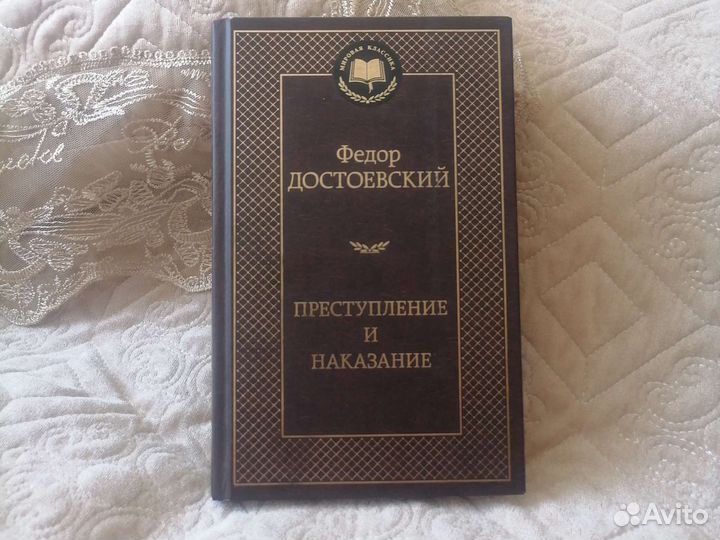 МИРОВАЯ КЛАССИКА
Федор
ДОСТОЕВСКИЙ
ПРЕСТУПЛЕНИЕ
И
НАКАЗАНИЕ
Avito